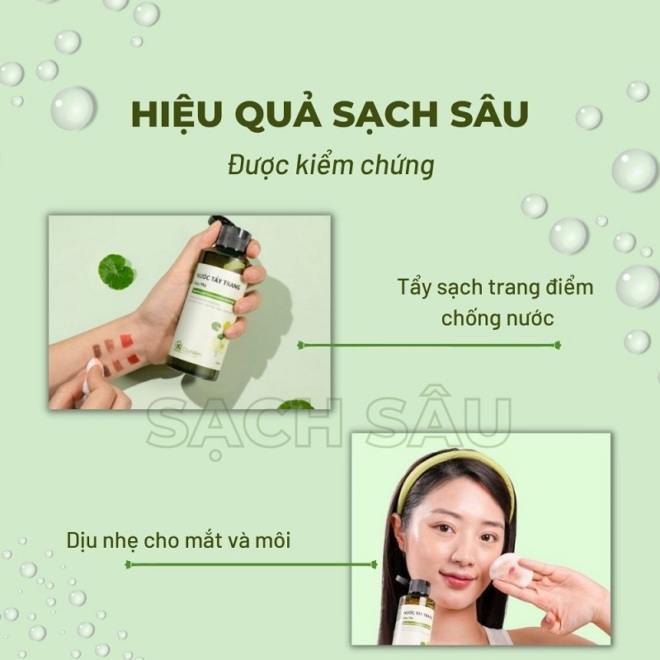 HIỆU QUẢ SẠCH SÂU
Được kiểm chứng
NƯỚC TẨY TRANG
Tẩy sạch trang điểm
chống nước
SẠCH SÂU
Dịu nhẹ cho mắt và môi
NƯỚC TẨY TRANG